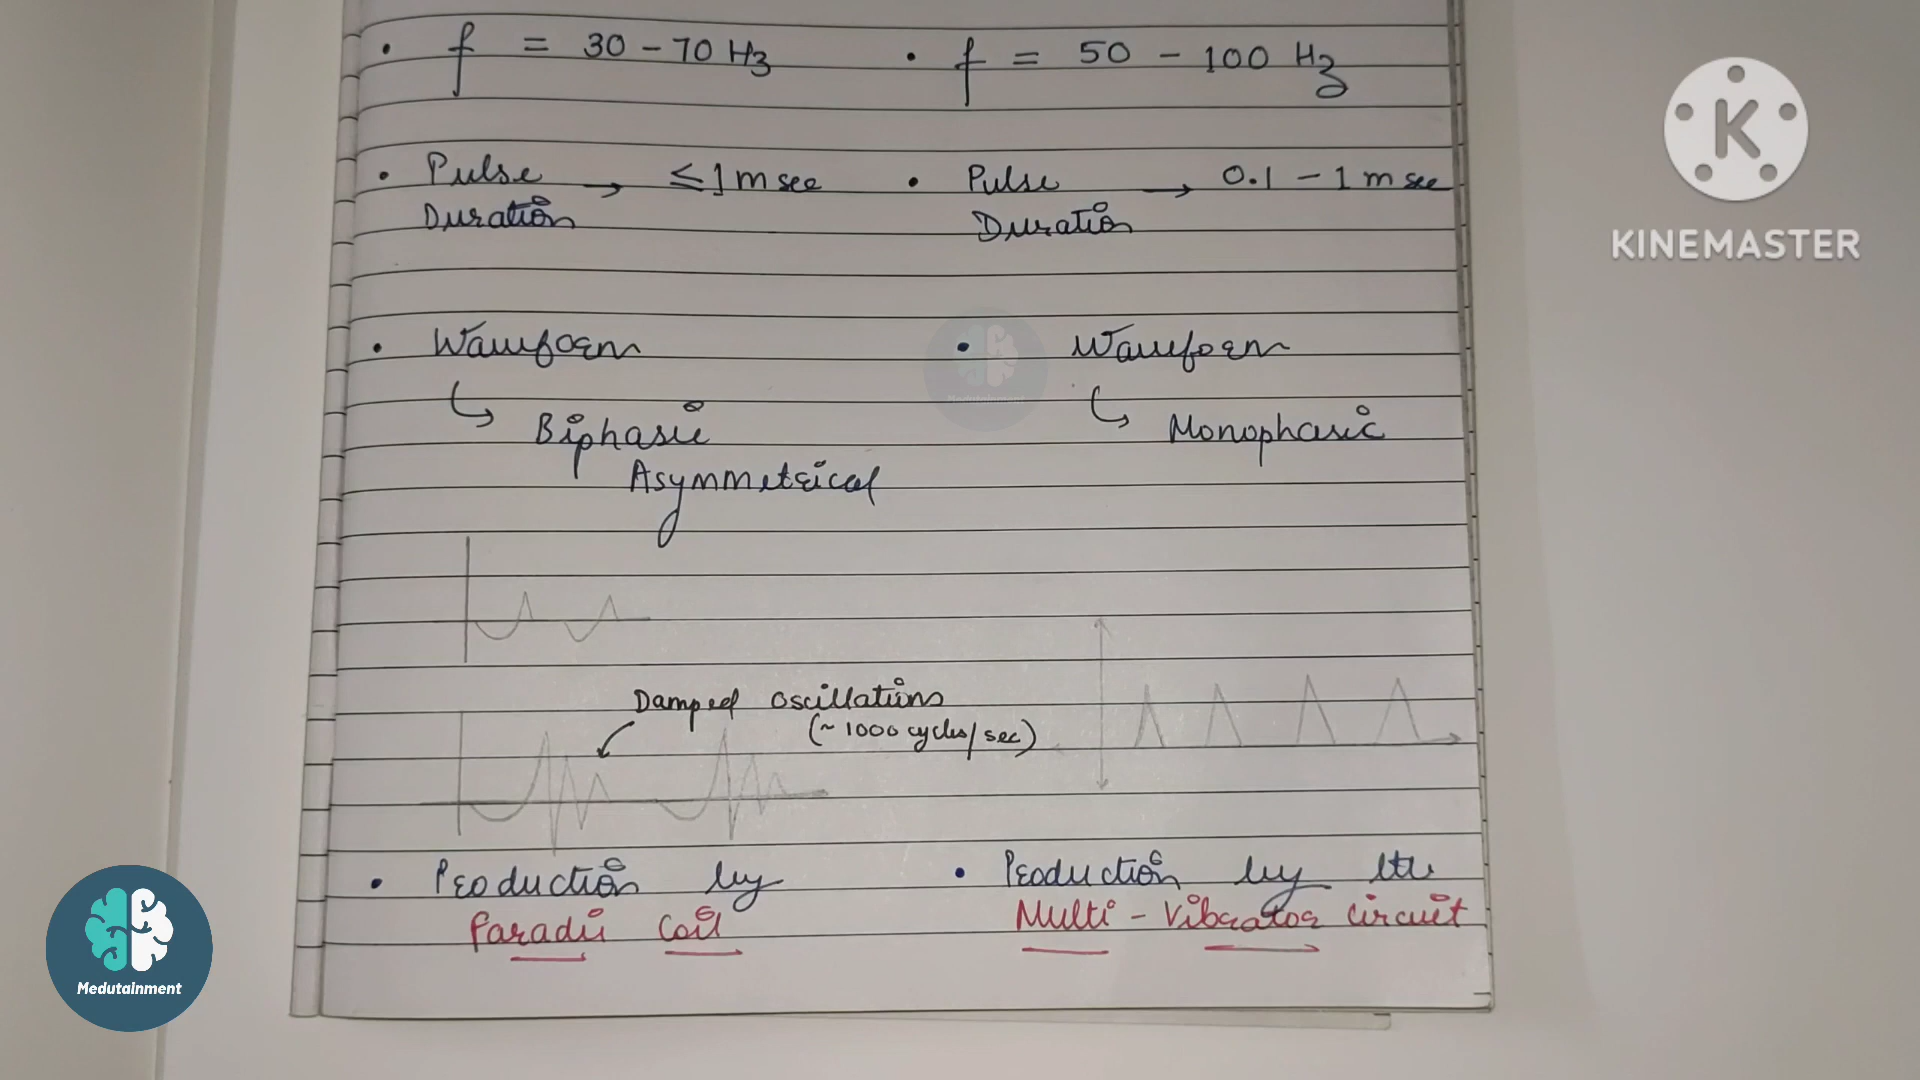 • f = 30 - 70 Hz
• f = 50 - 100 Hz
• Pulse Duration → ≤ 1 m sec
• Pulse Duration → 0.1 - 1 m sec
• Waveform
↳ Biphasic
Asymmetrical
• Waveform
↳ Monophasic
Damped oscillations
(~ 1000 cycles/sec)
• Production by
faradic Coil
• Production by the
Multi - Vibrator Circuit
K
KINEMASTER
Medutainment
Medutainment